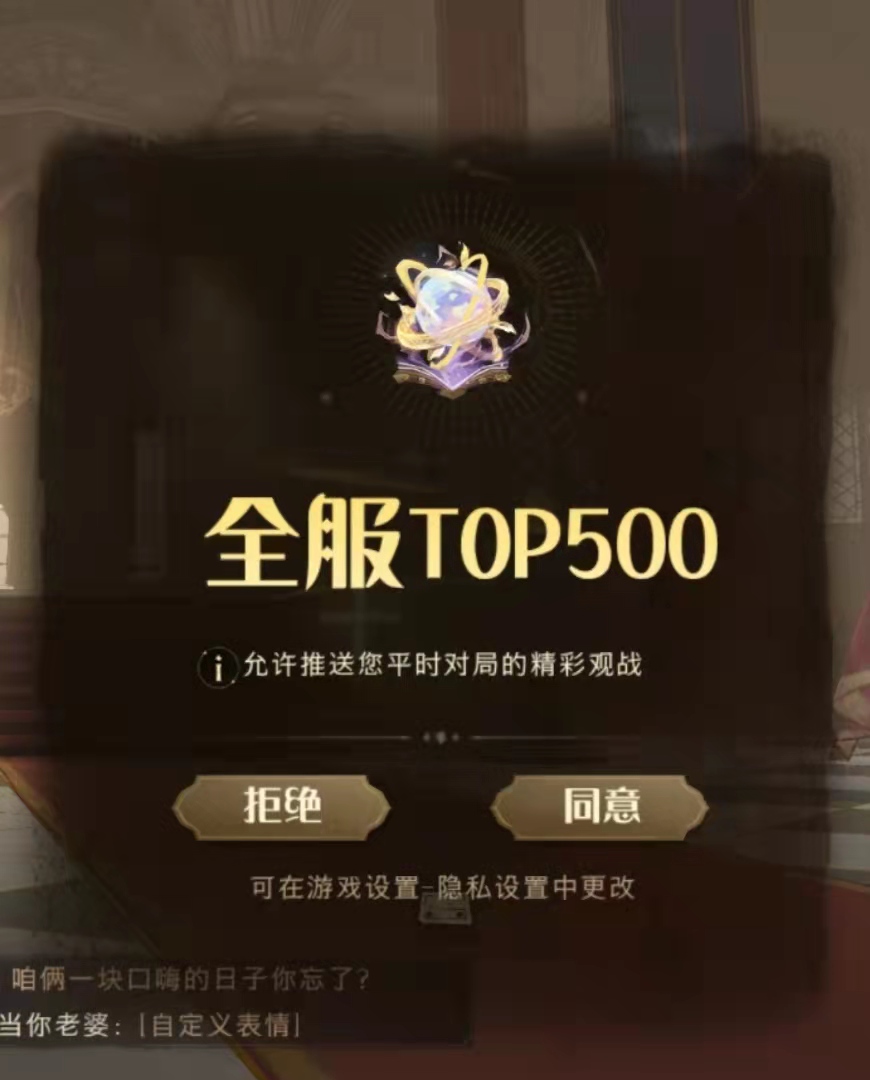 全服TOP500
i 允许推送您平时对局的精彩观战
拒绝
同意
可在游戏设置-隐私设置中更改
咱俩一块口嗨的日子你忘了?
当你老婆: [自定义表情]